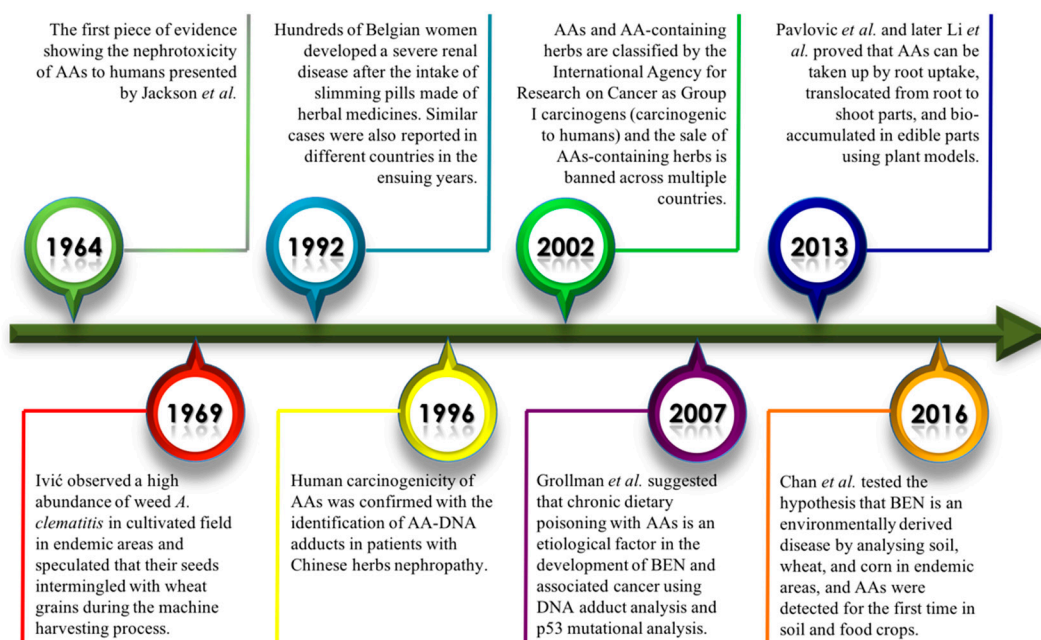 The first piece of evidence
showing the nephrotoxicity
of AAs to humans presented
by Jackson et al.
1964
Hundreds of Belgian women
developed a severe renal
disease after the intake of
slimming pills made of
herbal medicines. Similar
cases were also reported in
different countries in the
ensuing years.
1992
AAs and AA-containing
herbs are classified by the
International Agency for
Research on Cancer as Group
I carcinogens (carcinogenic
to humans) and the sale of
AAs-containing herbs is
banned across multiple
countries.
2002
Pavlovic et al. and later Li et
al. proved that AAs can be
taken up by root uptake,
translocated from root to
shoot parts, and bio-
accumulated in edible parts
using plant models.
2013
1969
Ivić observed a high
abundance of weed A.
clematitis in cultivated field
in endemic areas and
speculated that their seeds
intermingled with wheat
grains during the machine
harvesting process.
1996
Human carcinogenicity of
AAs was confirmed with the
identification of AA-DNA
adducts in patients with
Chinese herbs nephropathy.
2007
Grollman et al. suggested
that chronic dietary
poisoning with AAs is an
etiological factor in the
development of BEN and
associated cancer using
DNA adduct analysis and
p53 mutational analysis.
2016
Chan et al. tested the
hypothesis that BEN is an
environmentally derived
disease by analysing soil,
wheat, and corn in endemic
areas, and AAs were
detected for the first time in
soil and food crops.